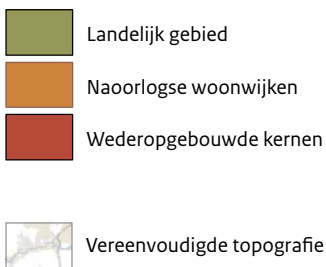 Landelijk gebied
Naoorlogse woonwijken
Wederopgebouwde kernen
Vereenvoudigde topografie